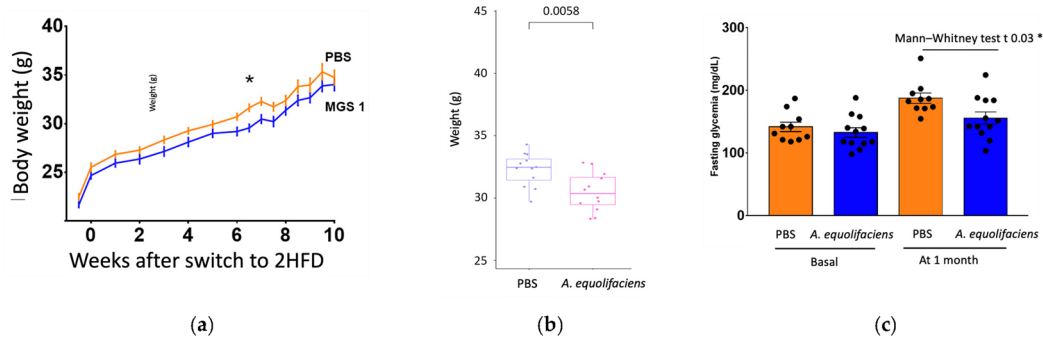 40
35
30
25
Body weight (g)
Weight (g)
*
PBS
MGS 1
0 2 4 6 8 10
Weeks after switch to 2HFD
(a)
0.0058
45
40
35
30
25
Weight (g)
PBS A. equolifaciens
(b)
Mann–Whitney test t 0.03 *
300
200
100
0
Fasting glycemia (mg/dL)
PBS A. equolifaciens PBS A. equolifaciens
Basal At 1 month
(c)